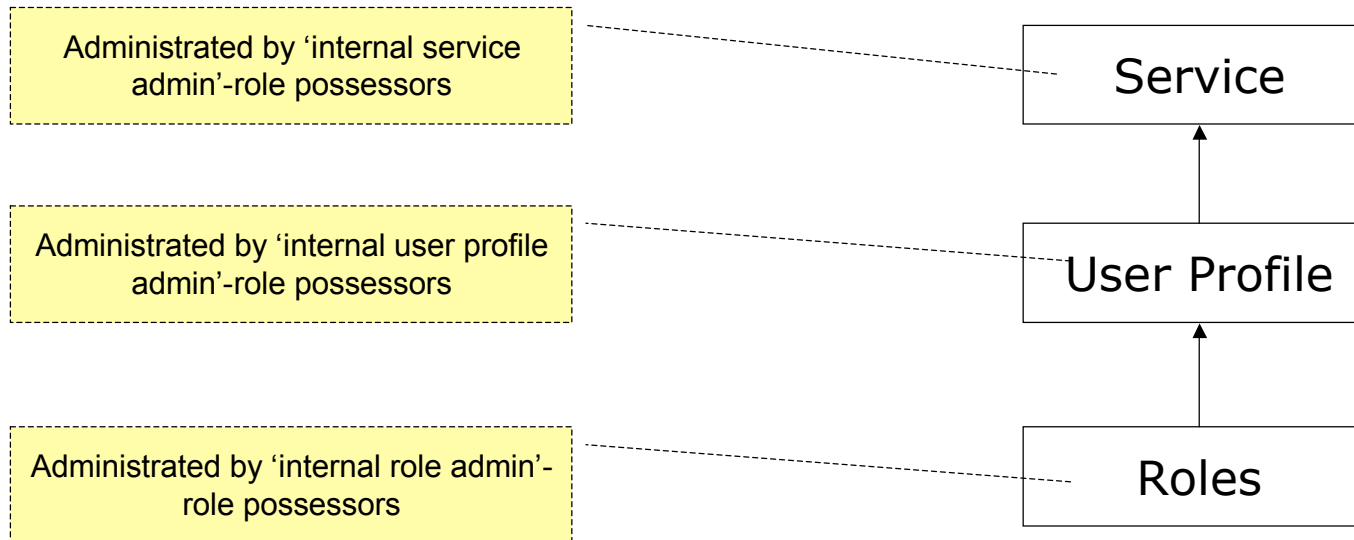 Administrated by ‘internal service
admin’-role possessors
Service
Administrated by ‘internal user profile
admin’-role possessors
User Profile
Administrated by ‘internal role admin’-
role possessors
Roles